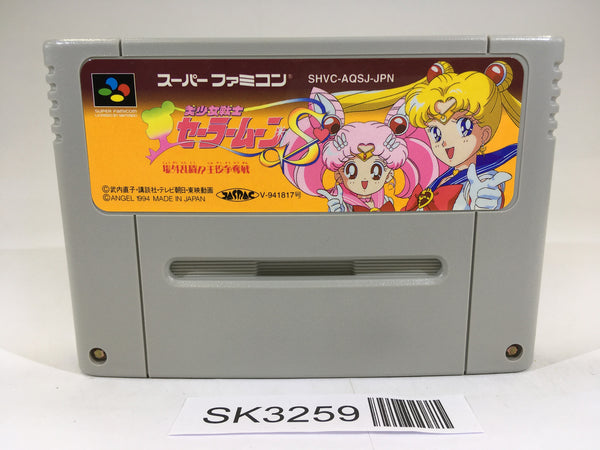 スーパーファミコン® SHVC-AQSJ-JPN
SUPER FAMICOM
美少女戦士
セーラームーンS
場外乱闘!?主役争奪戦
©武内直子・講談社・テレビ朝日・東映動画
©ANGEL 1994 MADE IN JAPAN
JASRAC V-941817号
SK3259